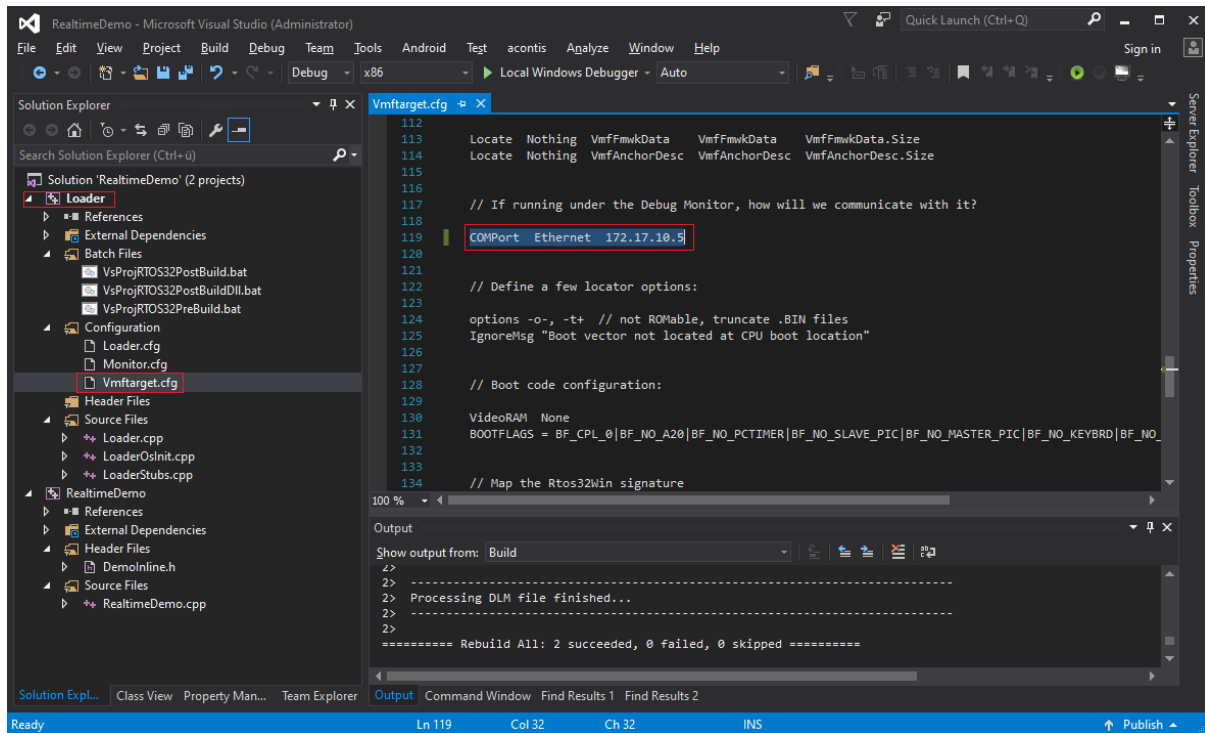 RealtimeDemo - Microsoft Visual Studio (Administrator)
Quick Launch (Ctrl+Q)
File Edit View Project Build Debug Team Tools Android Test acontis Analyze Window Help
Sign in
Debug x86 Local Windows Debugger Auto
Solution Explorer
Search Solution Explorer (Ctrl+ü)
Solution 'RealtimeDemo' (2 projects)
Loader
References
External Dependencies
Batch Files
VsProjRTOS32PostBuild.bat
VsProjRTOS32PostBuildDll.bat
VsProjRTOS32PreBuild.bat
Configuration
Loader.cfg
Monitor.cfg
Vmftarget.cfg
Header Files
Source Files
Loader.cpp
LoaderOsInit.cpp
LoaderStubs.cpp
RealtimeDemo
References
External Dependencies
Header Files
DemoInline.h
Source Files
RealtimeDemo.cpp
Solution Expl... Class View Property Man... Team Explorer
Vmftarget.cfg
112
113 Locate Nothing VmfFmwkData VmfFmwkData VmfFmwkData.Size
114 Locate Nothing VmfAnchorDesc VmfAnchorDesc VmfAnchorDesc.Size
115
116
117 // If running under the Debug Monitor, how will we communicate with it?
118
119 COMPort Ethernet 172.17.10.5
120
121
122 // Define a few locator options:
123
124 options -o-, -t+ // not ROMable, truncate .BIN files
125 IgnoreMsg "Boot vector not located at CPU boot location"
126
127
128 // Boot code configuration:
129
130 VideoRAM None
131 BOOTFLAGS = BF_CPL_0|BF_NO_A20|BF_NO_PCTIMER|BF_NO_SLAVE_PIC|BF_NO_MASTER_PIC|BF_NO_KEYBRD|BF_NO_
132
133
134 // Map the Rtos32Win signature
100 %
Output
Show output from: Build
2>
2> ----------------------------------------------------------------------------
2> Processing DLM file finished...
2> ----------------------------------------------------------------------------
2>
========== Rebuild All: 2 succeeded, 0 failed, 0 skipped ==========
Output Command Window Find Results 1 Find Results 2
Server Explorer
Toolbox
Properties
Ready Ln 119 Col 32 Ch 32 INS Publish